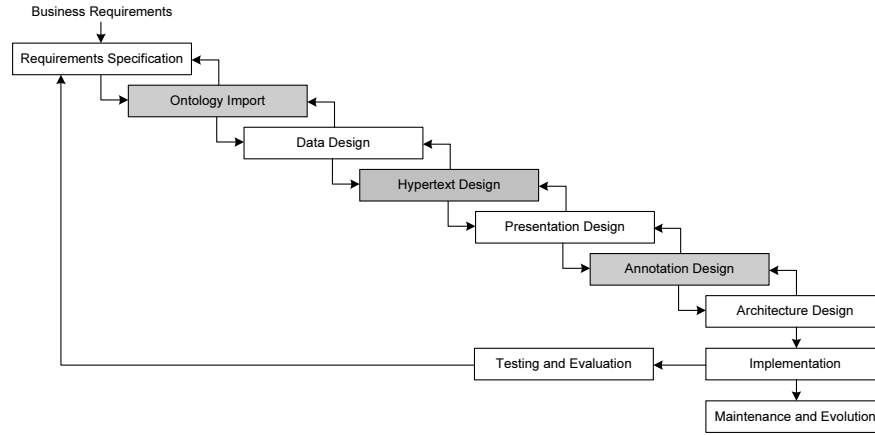 Business Requirements
Requirements Specification
Ontology Import
Data Design
Hypertext Design
Presentation Design
Annotation Design
Architecture Design
Testing and Evaluation
Implementation
Maintenance and Evolution